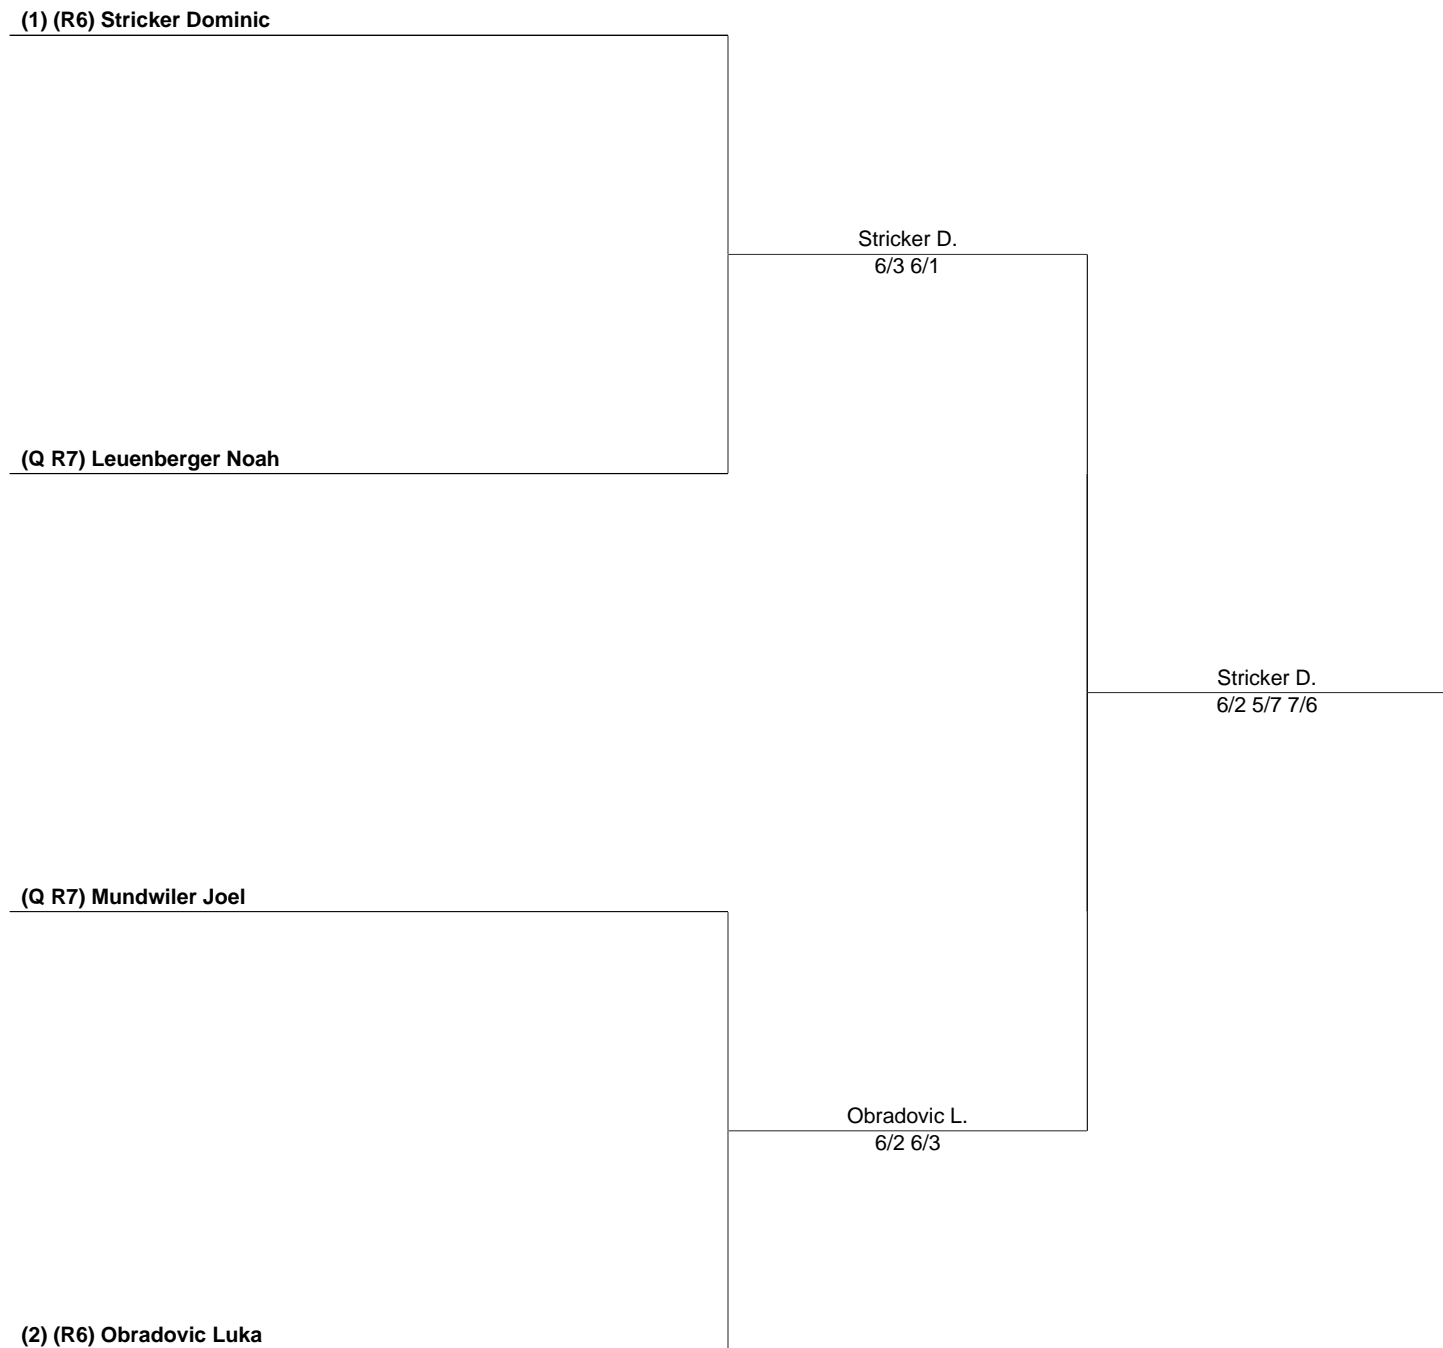 (1) (R6) Stricker Dominic
Stricker D.
6/3 6/1
(Q R7) Leuenberger Noah
Stricker D.
6/2 5/7 7/6
(Q R7) Mundwiler Joel
Obradovic L.
6/2 6/3
(2) (R6) Obradovic Luka